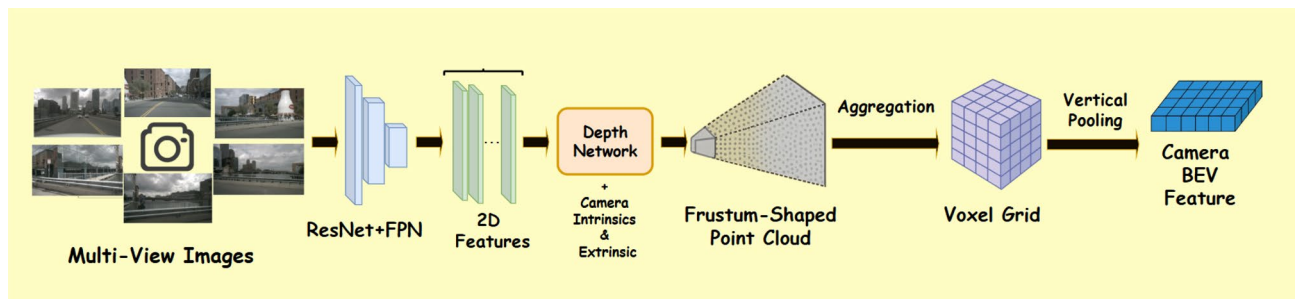 Multi-View Images
ResNet+FPN
...
2D
Features
Depth
Network
+
Camera
Intrinsics
&
Extrinsic
Frustum-Shaped
Point Cloud
Aggregation
Voxel Grid
Vertical
Pooling
Camera
BEV
Feature